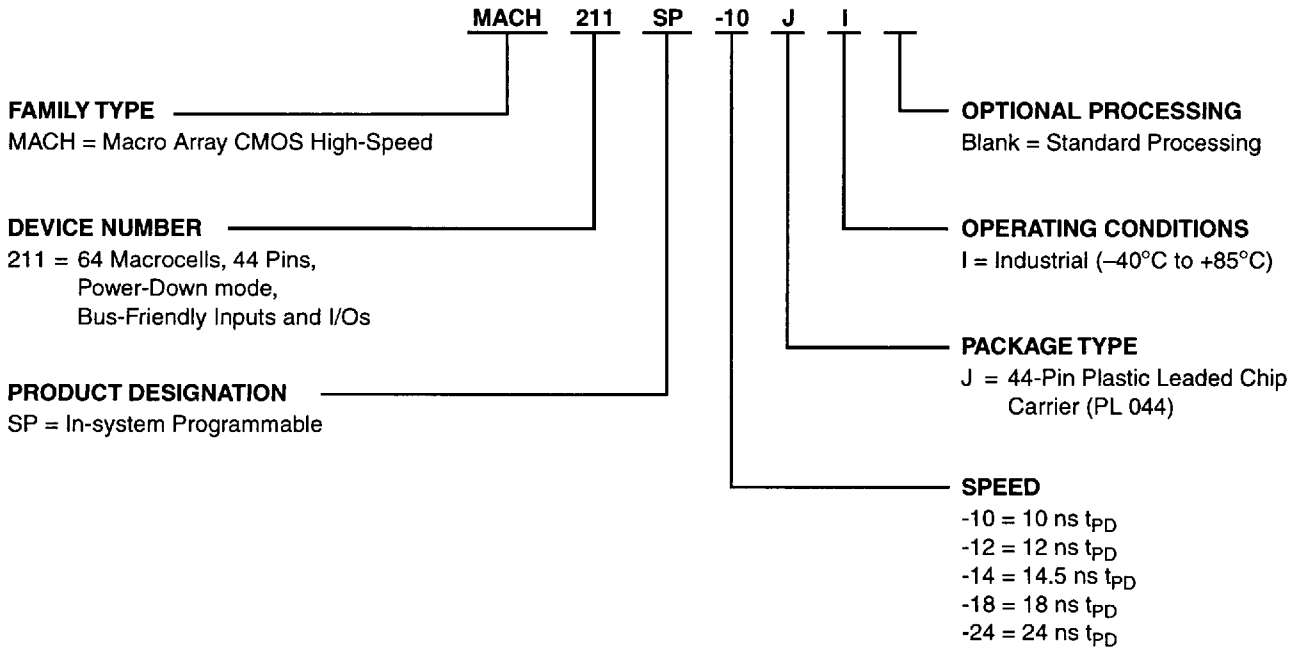 MACH 211 SP -10 J I
FAMILY TYPE
MACH = Macro Array CMOS High-Speed
DEVICE NUMBER
211 = 64 Macrocells, 44 Pins,
Power-Down mode,
Bus-Friendly Inputs and I/Os
PRODUCT DESIGNATION
SP = In-system Programmable
OPTIONAL PROCESSING
Blank = Standard Processing
OPERATING CONDITIONS
I = Industrial (–40°C to +85°C)
PACKAGE TYPE
J = 44-Pin Plastic Leaded Chip
Carrier (PL 044)
SPEED
-10 = 10 ns tPD
-12 = 12 ns tPD
-14 = 14.5 ns tPD
-18 = 18 ns tPD
-24 = 24 ns tPD